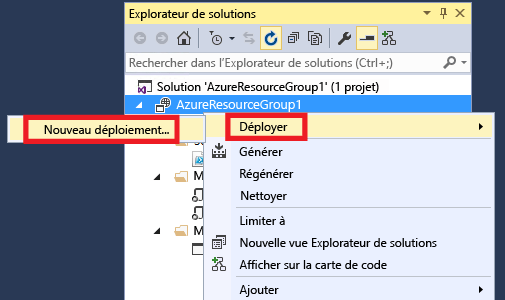 Explorateur de solutions
Rechercher dans l'Explorateur de solutions (Ctrl+;)
Solution 'AzureResourceGroup1' (1 projet)
AzureResourceGroup1
Nouveau déploiement...
Déployer
Générer
Régénérer
Nettoyer
Limiter à
Nouvelle vue Explorateur de solutions
Afficher sur la carte de code
Ajouter